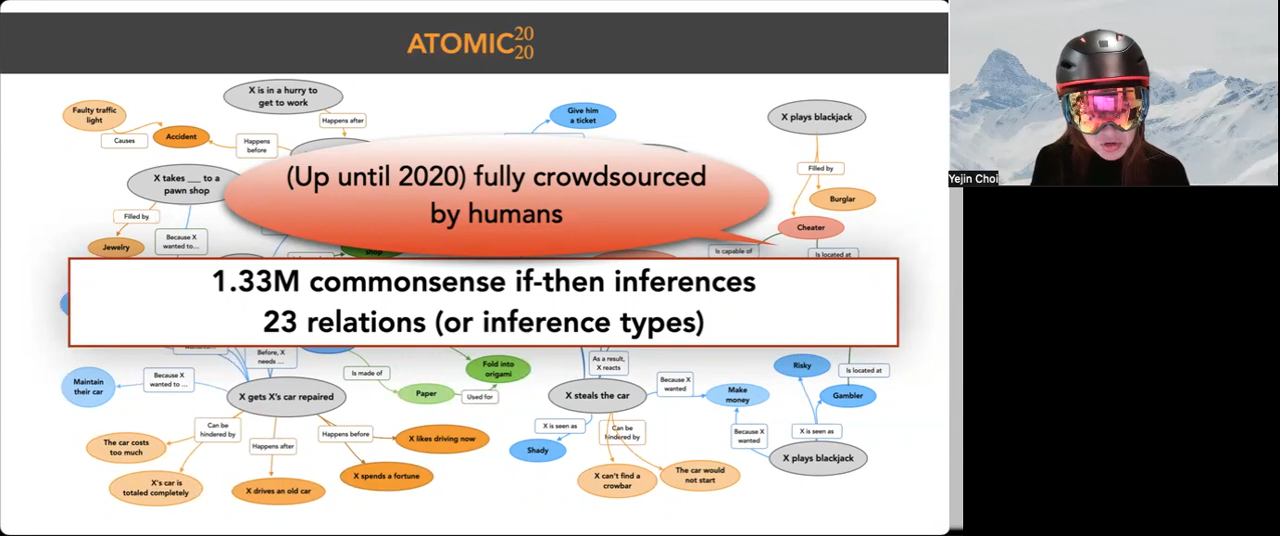 ATOMIC 20
20
X is in a hurry to
get to work
Faulty traffic
light
Causes
Accident
Happens
before
Happens after
Give him
a ticket
X plays blackjack
Filled by
Burglar
Cheater
Is capable of
Is located at
X takes ___ to a
pawn shop
Filled by
Jewelry
Because X
wanted to...
shop
(Up until 2020) fully crowdsourced
by humans
1.33M commonsense if-then inferences
23 relations (or inference types)
Before, X
needs ...
Maintain
their car
Because X
wanted to ...
X gets X's car repaired
Is made of
Paper
Used for
Fold into
origami
Can be
hindered by
The car costs
too much
X's car is
totaled completely
Happens after
X drives an old car
Happens before
X likes driving now
X spends a fortune
As a result,
X reacts
X steals the car
Because X
wanted
Make
money
X is seen as
Shady
Can be
hindered by
X can't find a
crowbar
The car would
not start
Because X
wanted
Risky
Is located at
Gambler
X is seen as
X plays blackjack
Yejin Choi